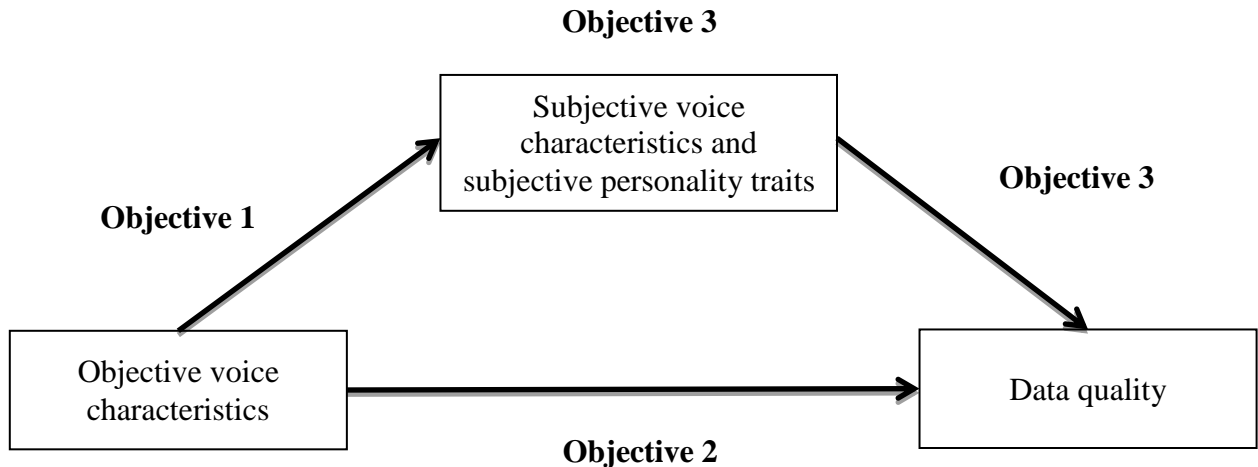 Objective 3
Subjective voice
characteristics and
subjective personality traits
Objective 3
Objective 1
Objective voice
characteristics
Data quality
Objective 2